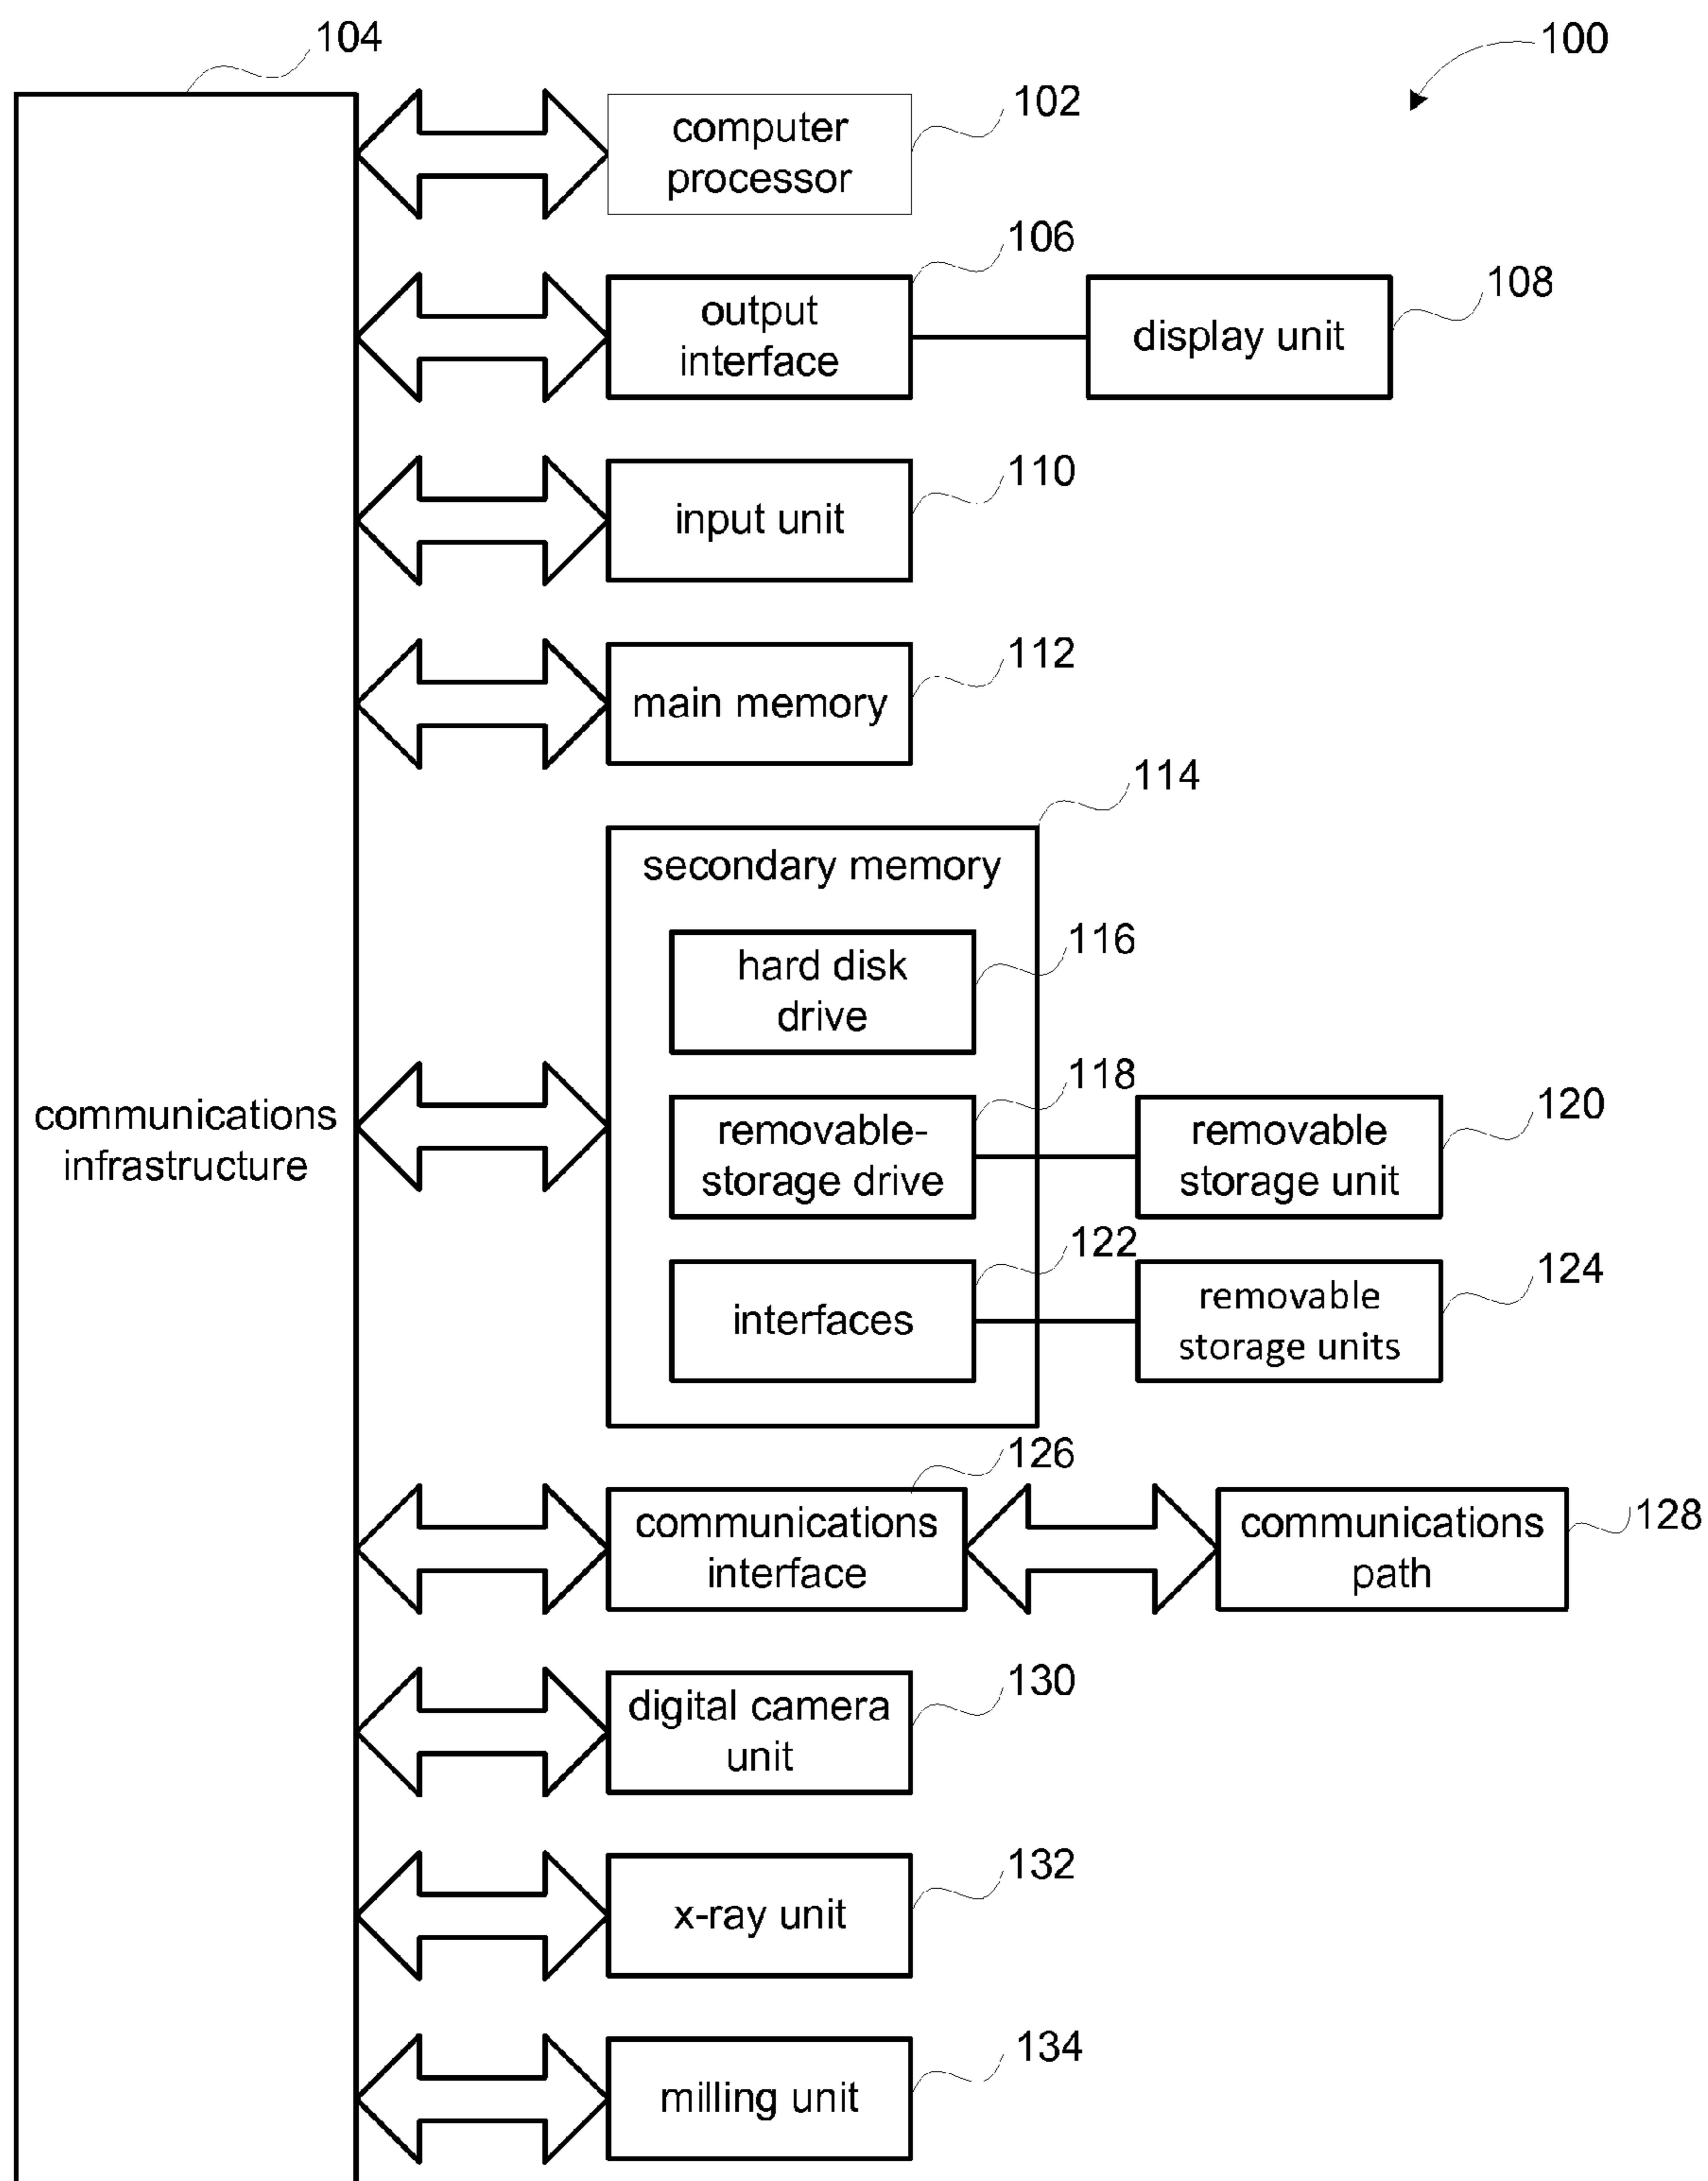 104
100
computer
processor
102
106
output
interface
108
display unit
110
input unit
112
main memory
114
secondary memory
116
hard disk
drive
communications
infrastructure
118
removable-
storage drive
120
removable
storage unit
122
interfaces
124
removable
storage units
126
communications
interface
128
communications
path
130
digital camera
unit
132
x-ray unit
134
milling unit